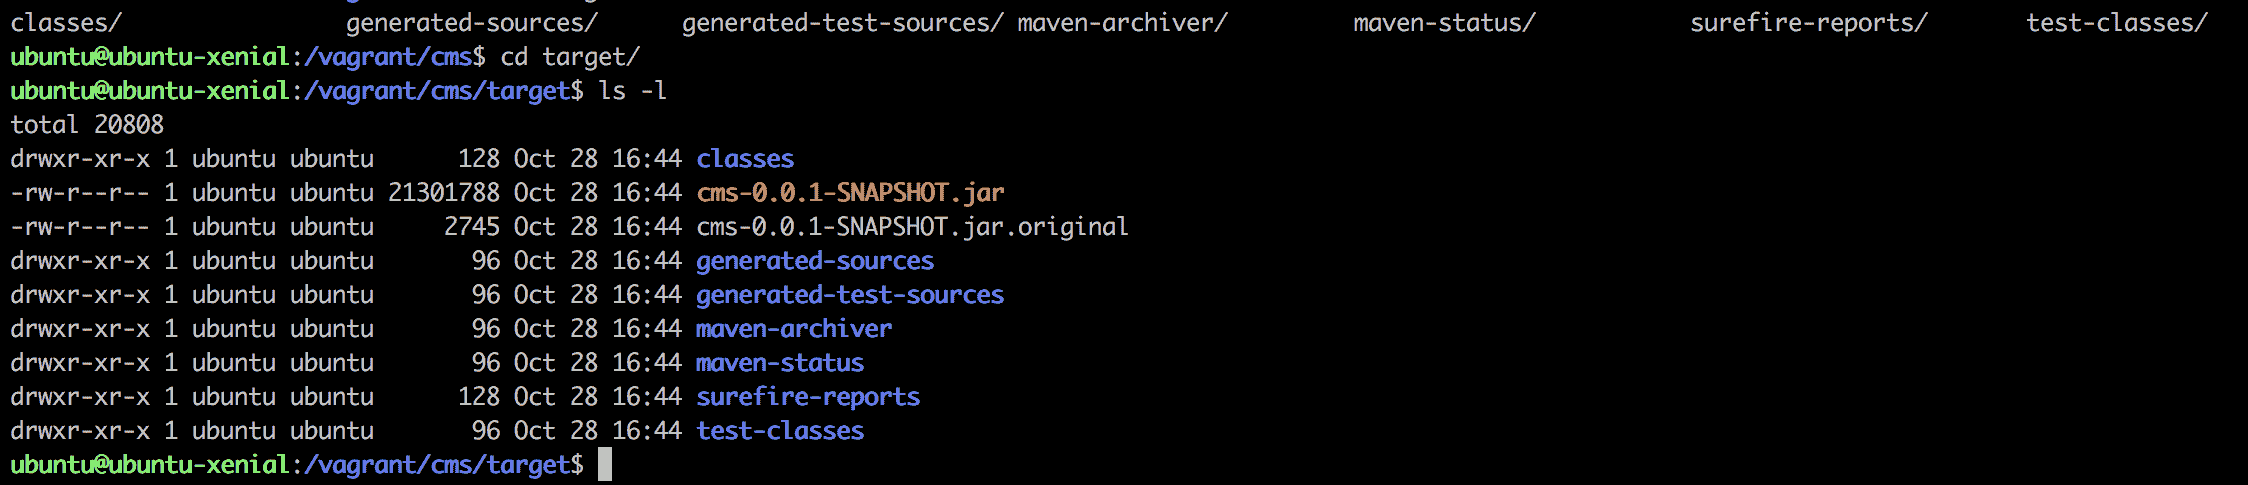 classes/                generated-sources/      generated-test-sources/ maven-archiver/         maven-status/           surefire-reports/       test-classes/
ubuntu@ubuntu-xenial:/vagrant/cms$ cd target/
ubuntu@ubuntu-xenial:/vagrant/cms/target$ ls -l
total 20808
drwxr-xr-x 1 ubuntu ubuntu      128 Oct 28 16:44 classes
-rw-r--r-- 1 ubuntu ubuntu 21301788 Oct 28 16:44 cms-0.0.1-SNAPSHOT.jar
-rw-r--r-- 1 ubuntu ubuntu     2745 Oct 28 16:44 cms-0.0.1-SNAPSHOT.jar.original
drwxr-xr-x 1 ubuntu ubuntu       96 Oct 28 16:44 generated-sources
drwxr-xr-x 1 ubuntu ubuntu       96 Oct 28 16:44 generated-test-sources
drwxr-xr-x 1 ubuntu ubuntu       96 Oct 28 16:44 maven-archiver
drwxr-xr-x 1 ubuntu ubuntu       96 Oct 28 16:44 maven-status
drwxr-xr-x 1 ubuntu ubuntu      128 Oct 28 16:44 surefire-reports
drwxr-xr-x 1 ubuntu ubuntu       96 Oct 28 16:44 test-classes
ubuntu@ubuntu-xenial:/vagrant/cms/target$